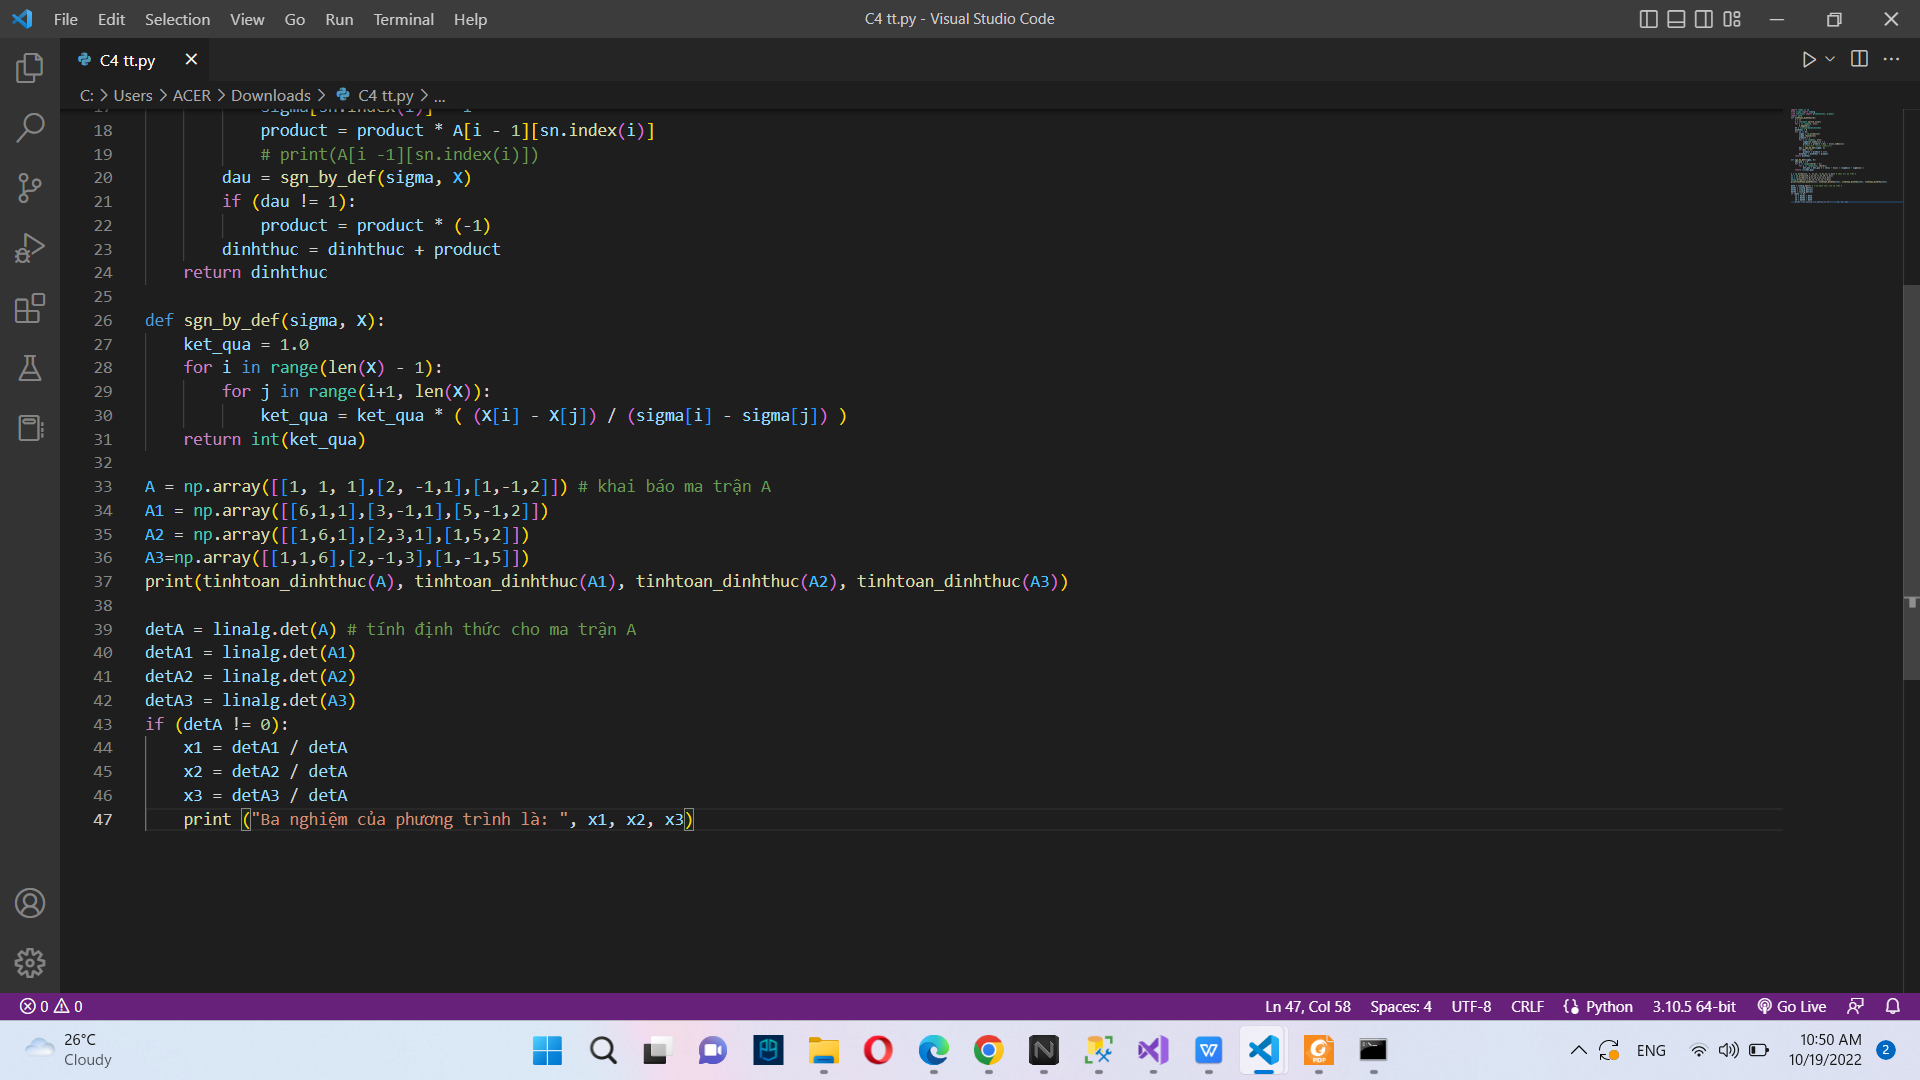 File Edit Selection View Go Run Terminal Help
C4 tt.py - Visual Studio Code
C4 tt.py
C: > Users > ACER > Downloads > C4 tt.py > ...
18 product = product * A[i - 1][sn.index(i)]
19 # print(A[i -1][sn.index(i)])
20 dau = sgn_by_def(sigma, X)
21 if (dau != 1):
22 product = product * (-1)
23 dinhthuc = dinhthuc + product
24 return dinhthuc
25
26 def sgn_by_def(sigma, X):
27 ket_qua = 1.0
28 for i in range(len(X) - 1):
29 for j in range(i+1, len(X)):
30 ket_qua = ket_qua * ( (X[i] - X[j]) / (sigma[i] - sigma[j]) )
31 return int(ket_qua)
32
33 A = np.array([[1, 1, 1],[2, -1,1],[1,-1,2]]) # khai báo ma trận A
34 A1 = np.array([[6,1,1],[3,-1,1],[5,-1,2]])
35 A2 = np.array([[1,6,1],[2,3,1],[1,5,2]])
36 A3=np.array([[1,1,6],[2,-1,3],[1,-1,5]])
37 print(tinhtoan_dinhthuc(A), tinhtoan_dinhthuc(A1), tinhtoan_dinhthuc(A2), tinhtoan_dinhthuc(A3))
38
39 detA = linalg.det(A) # tính định thức cho ma trận A
40 detA1 = linalg.det(A1)
41 detA2 = linalg.det(A2)
42 detA3 = linalg.det(A3)
43 if (detA != 0):
44 x1 = detA1 / detA
45 x2 = detA2 / detA
46 x3 = detA3 / detA
47 print ("Ba nghiệm của phương trình là: ", x1, x2, x3)
0 0
Ln 47, Col 58 Spaces: 4 UTF-8 CRLF Python 3.10.5 64-bit Go Live
26°C
Cloudy
ENG
10:50 AM
10/19/2022
2